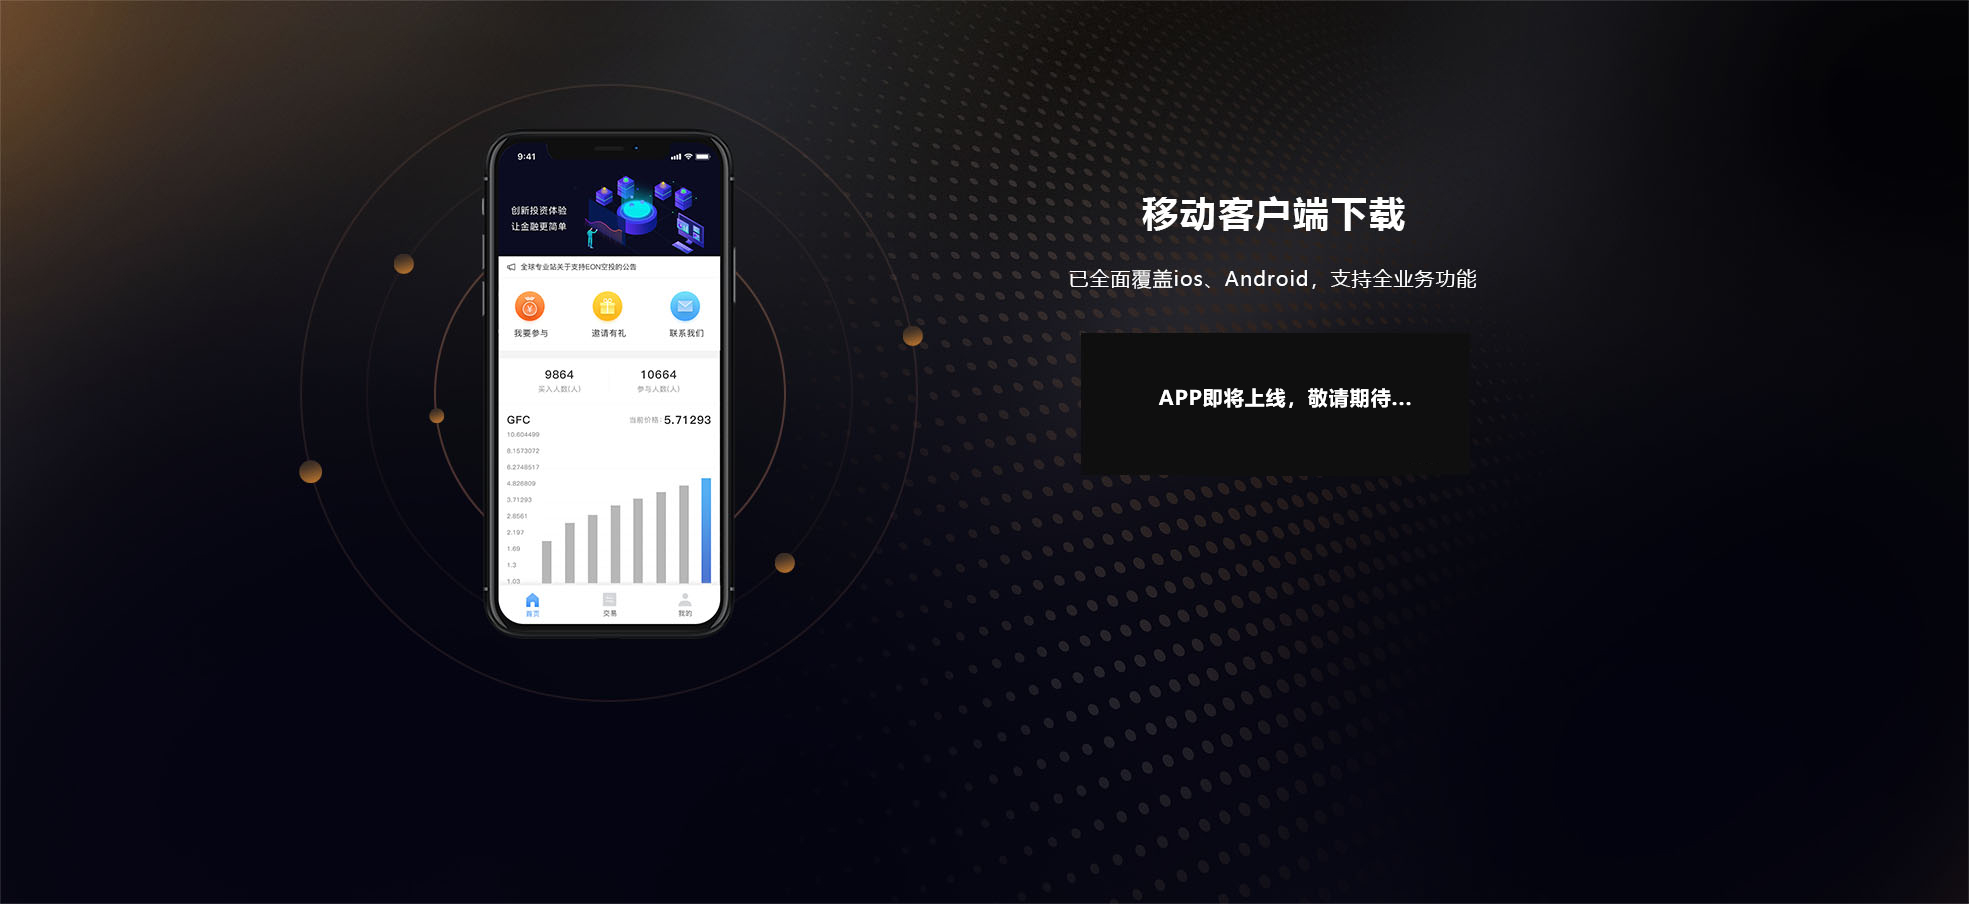 9:41
创新投资体验
让金融更简单
全球专业站关于支持EON空投的公告
我要参与
邀请有礼
联系我们
9864
买入人数(人)
10664
参与人数(人)
GFC
当前价格: 5.71293
10.604499
8.1573072
6.2748517
4.826809
3.71293
2.8561
2.197
1.69
1.3
1.03
首页
交易
我的
移动客户端下载
已全面覆盖ios、Android，支持全业务功能
APP即将上线，敬请期待...